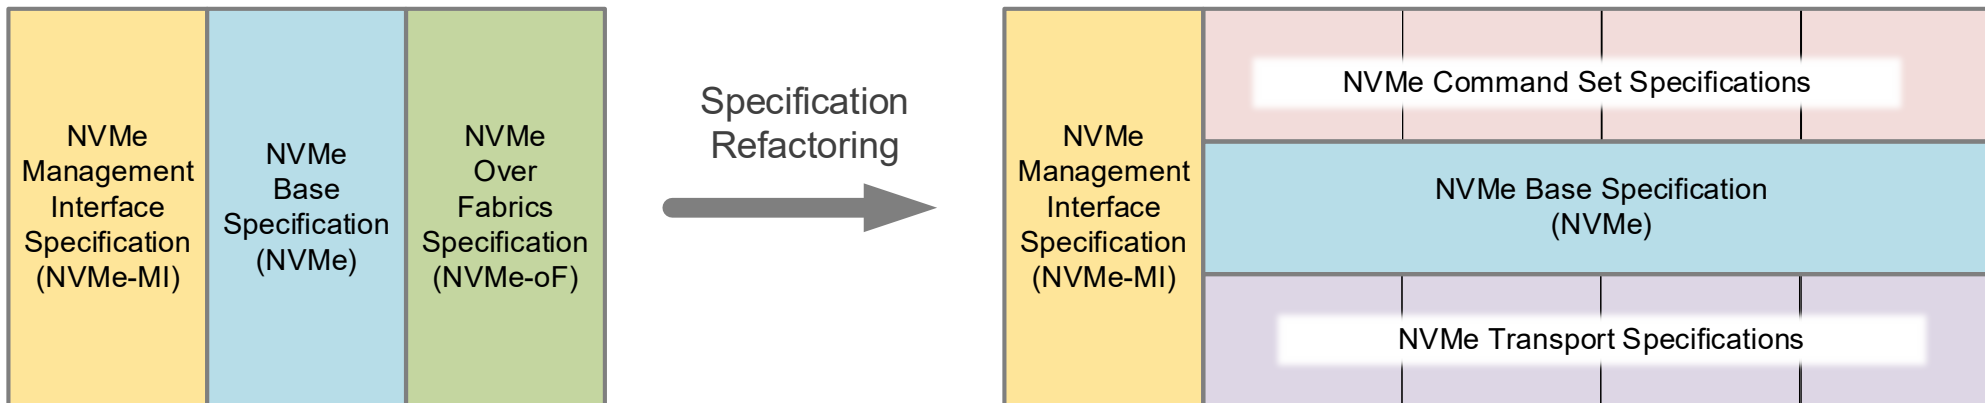 NVMe
Management
Interface
Specification
(NVMe-MI)
NVMe
Base
Specification
(NVMe)
NVMe
Over
Fabrics
Specification
(NVMe-oF)
Specification
Refactoring
NVMe
Management
Interface
Specification
(NVMe-MI)
NVMe Command Set Specifications
NVMe Base Specification
(NVMe)
NVMe Transport Specifications